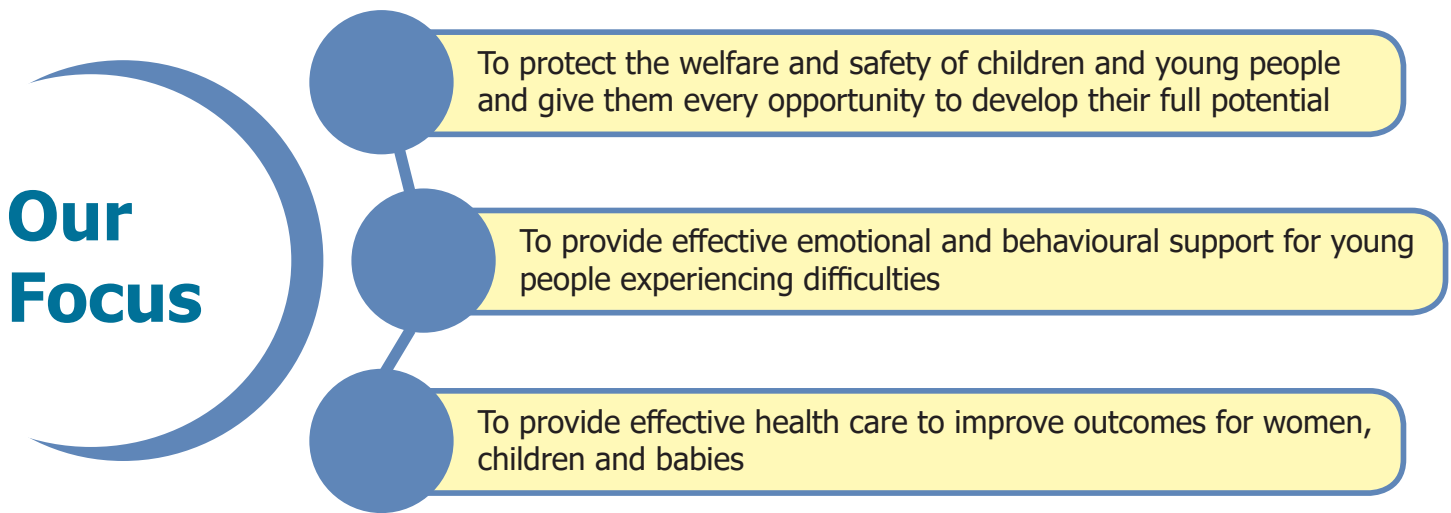 Our
Focus
To protect the welfare and safety of children and young people
and give them every opportunity to develop their full potential
To provide effective emotional and behavioural support for young
people experiencing difficulties
To provide effective health care to improve outcomes for women,
children and babies